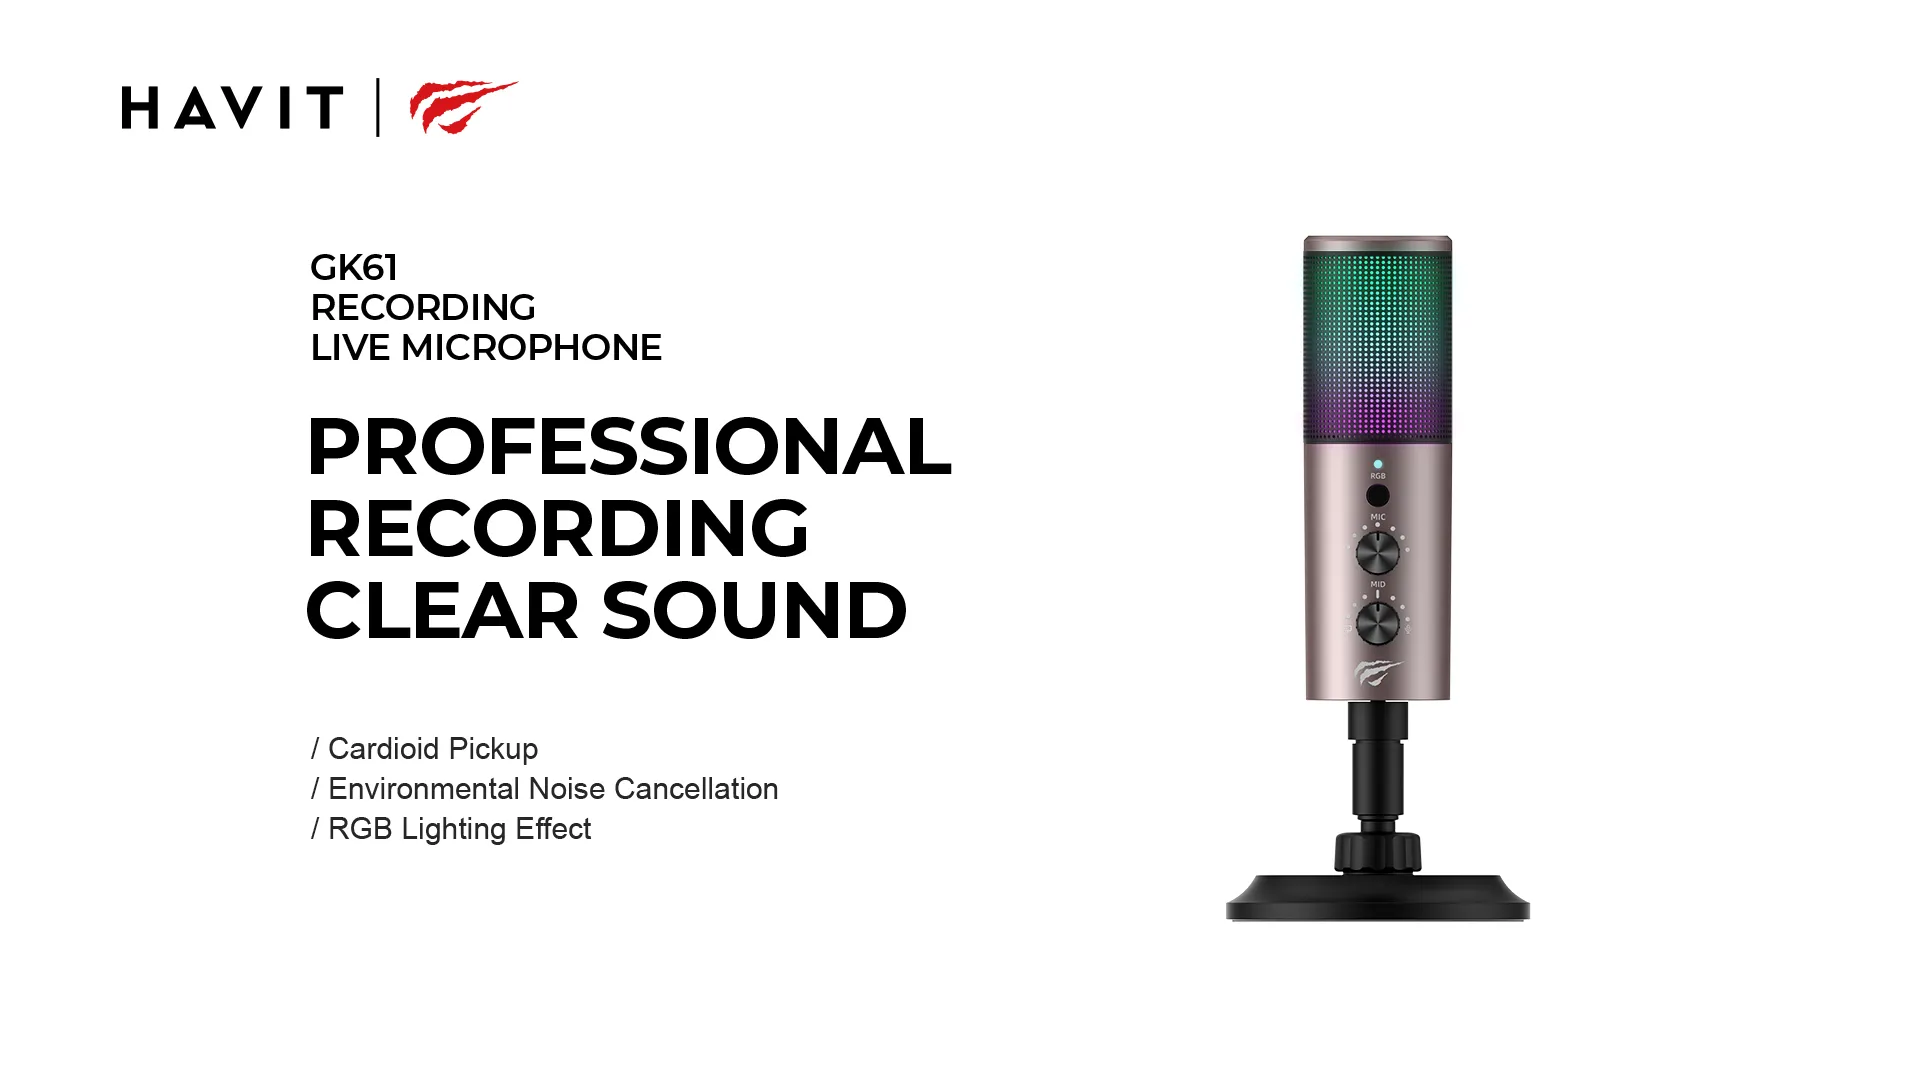 HAVIT
GK61
RECORDING
LIVE MICROPHONE
PROFESSIONAL
RECORDING
CLEAR SOUND
/ Cardioid Pickup
/ Environmental Noise Cancellation
/ RGB Lighting Effect
RGB
MIC
MID